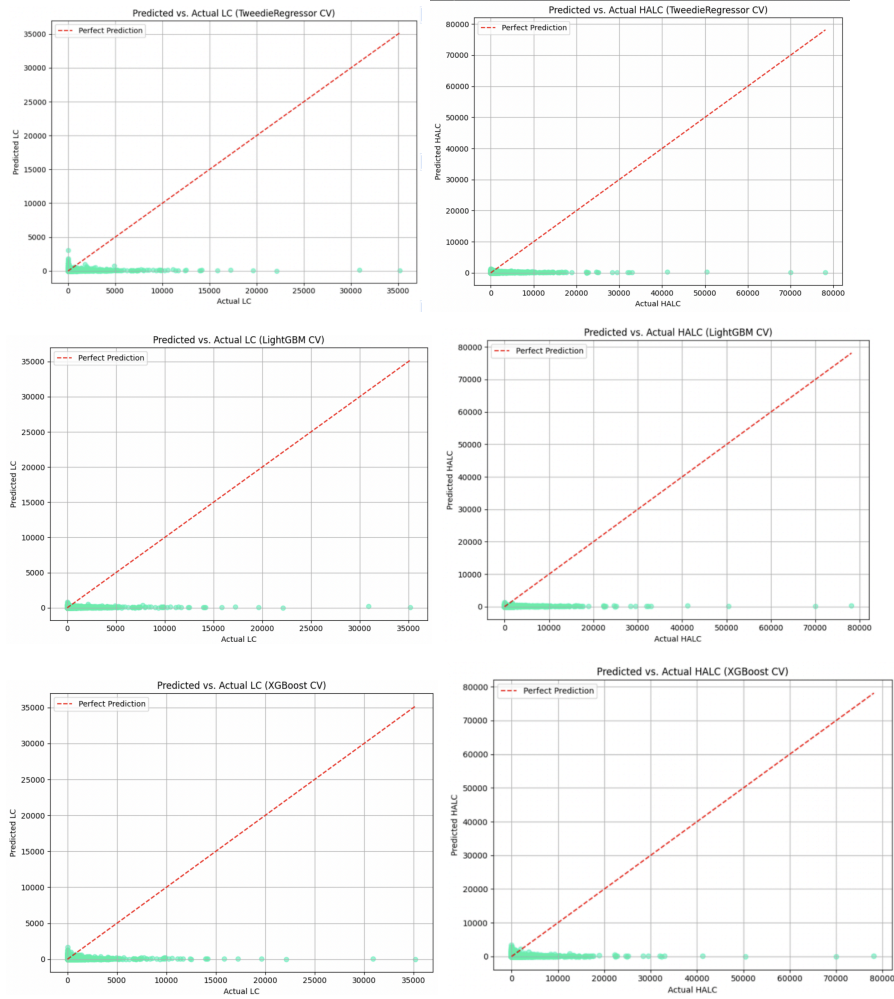 Predicted vs. Actual LC (TweedieRegressor CV)
35000
30000
25000
20000
15000
10000
5000
0
Predicted LC
Perfect Prediction
0 5000 10000 15000 20000 25000 30000 35000
Actual LC
Predicted vs. Actual HALC (TweedieRegressor CV)
80000
70000
60000
50000
40000
30000
20000
10000
0
Predicted HALC
Perfect Prediction
0 10000 20000 30000 40000 50000 60000 70000 80000
Actual HALC
Predicted vs. Actual LC (LightGBM CV)
35000
30000
25000
20000
15000
10000
5000
0
Predicted LC
Perfect Prediction
0 5000 10000 15000 20000 25000 30000 35000
Actual LC
Predicted vs. Actual HALC (LightGBM CV)
80000
70000
60000
50000
40000
30000
20000
10000
0
Predicted HALC
Perfect Prediction
0 10000 20000 30000 40000 50000 60000 70000 80000
Actual HALC
Predicted vs. Actual LC (XGBoost CV)
35000
30000
25000
20000
15000
10000
5000
0
Predicted LC
Perfect Prediction
0 5000 10000 15000 20000 25000 30000 35000
Actual LC
Predicted vs. Actual HALC (XGBoost CV)
80000
70000
60000
50000
40000
30000
20000
10000
0
Predicted HALC
Perfect Prediction
0 10000 20000 30000 40000 50000 60000 70000 80000
Actual HALC